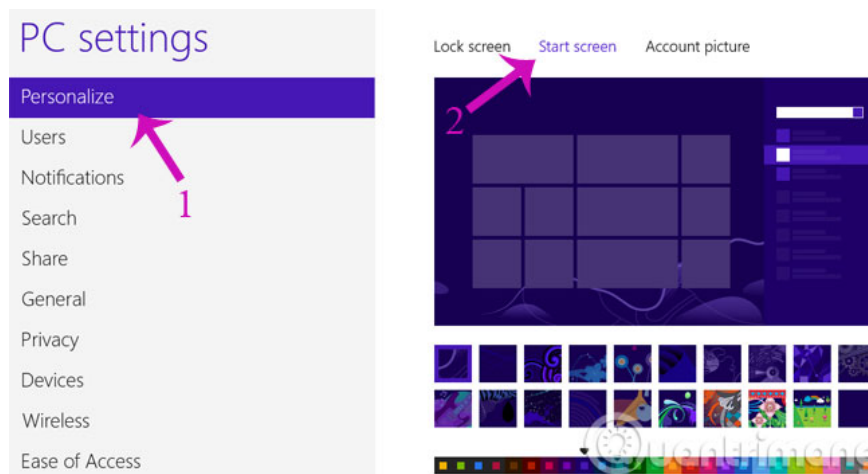 PC settings
Personalize
Users
Notifications
Search
Share
General
Privacy
Devices
Wireless
Ease of Access
1
Lock screen Start screen Account picture
2
Quantrimang